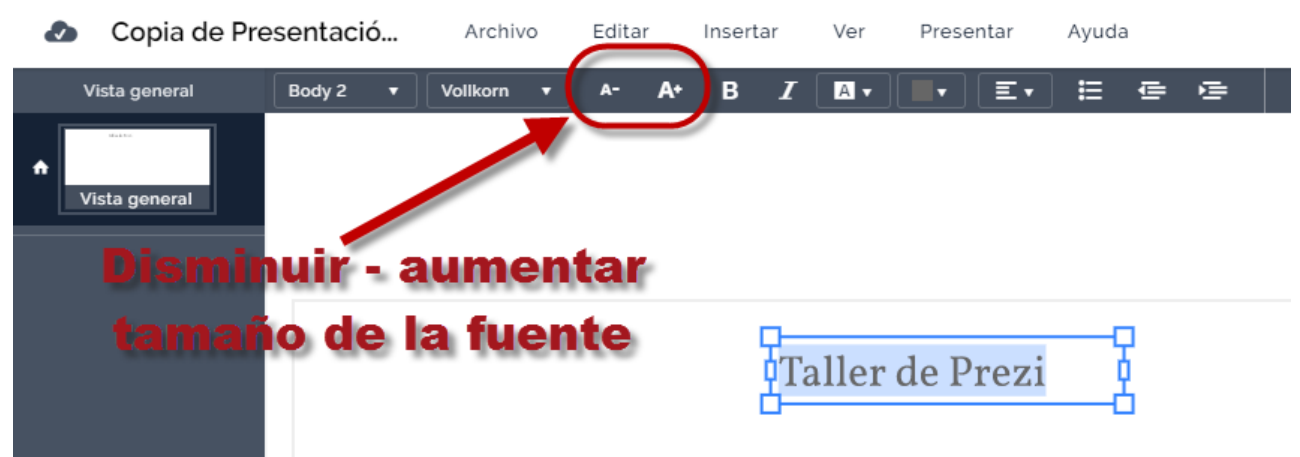 Copia de Presentació... Archivo Editar Insertar Ver Presentar Ayuda
Vista general Body 2 Vollkorn A- A+ B I A
Vista general
Disminuir - aumentar
tamaño de la fuente
Taller de Prezi